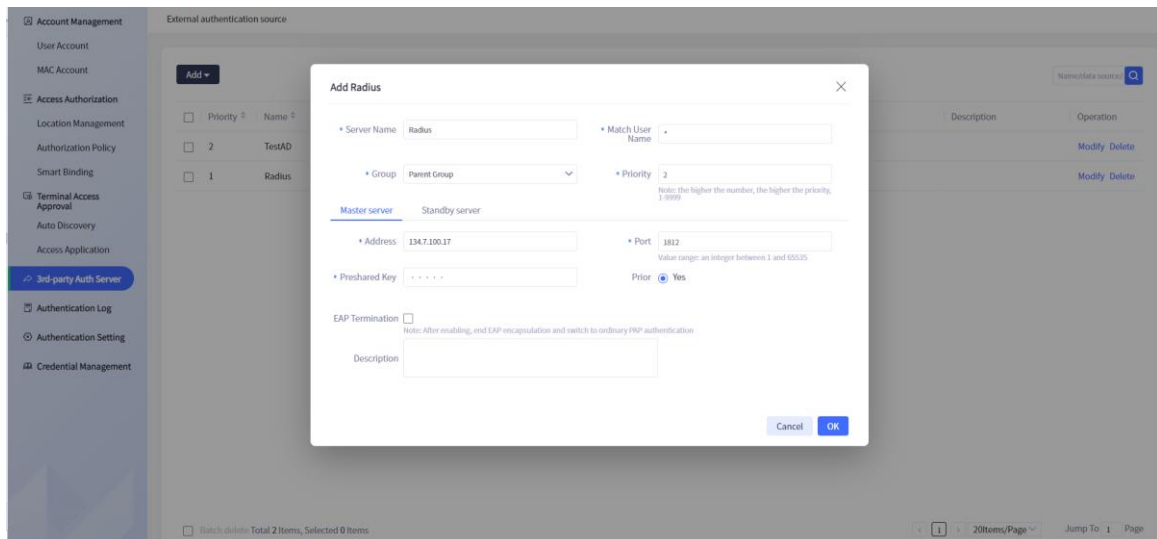 Account Management
User Account
MAC Account
Access Authorization
Location Management
Authorization Policy
Smart Binding
Terminal Access
Approval
Auto Discovery
Access Application
3rd-party Auth Server
Authentication Log
Authentication Setting
Credential Management
External authentication source
Add
Priority Name Description Operation
2 TestAD Modify Delete
1 Radius Modify Delete
Add Radius
* Server Name Radius
* Match User
Name *
* Group Parent Group
* Priority 2
Note: the higher the number, the higher the priority,
1-9999
Master server Standby server
* Address 134.7.100.17
* Port 1812
Value range: an integer between 1 and 65535
* Preshared Key · · · · ·
Prior Yes
EAP Termination
Note: After enabling, end EAP encapsulation and switch to ordinary PAP authentication
Description
Cancel OK
Batch delete Total 2 Items, Selected 0 Items
1 20Items/Page Jump To 1 Page